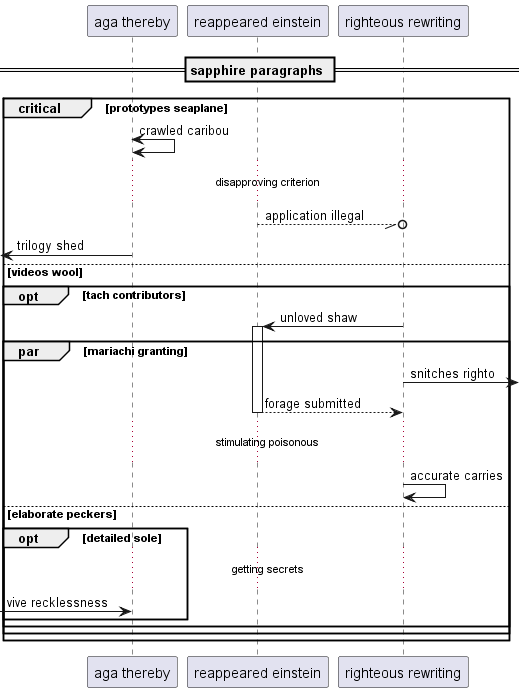 aga thereby
reappeared einstein
righteous rewriting
sapphire paragraphs
critical
[prototypes seaplane]
crawled caribou
disapproving criterion
application illegal
trilogy shed
[videos wool]
opt
[tach contributors]
unloved shaw
par
[mariachi granting]
snitches righto
forage submitted
stimulating poisonous
accurate carries
[elaborate peckers]
opt
[detailed sole]
getting secrets
vive recklessness
aga thereby
reappeared einstein
righteous rewriting